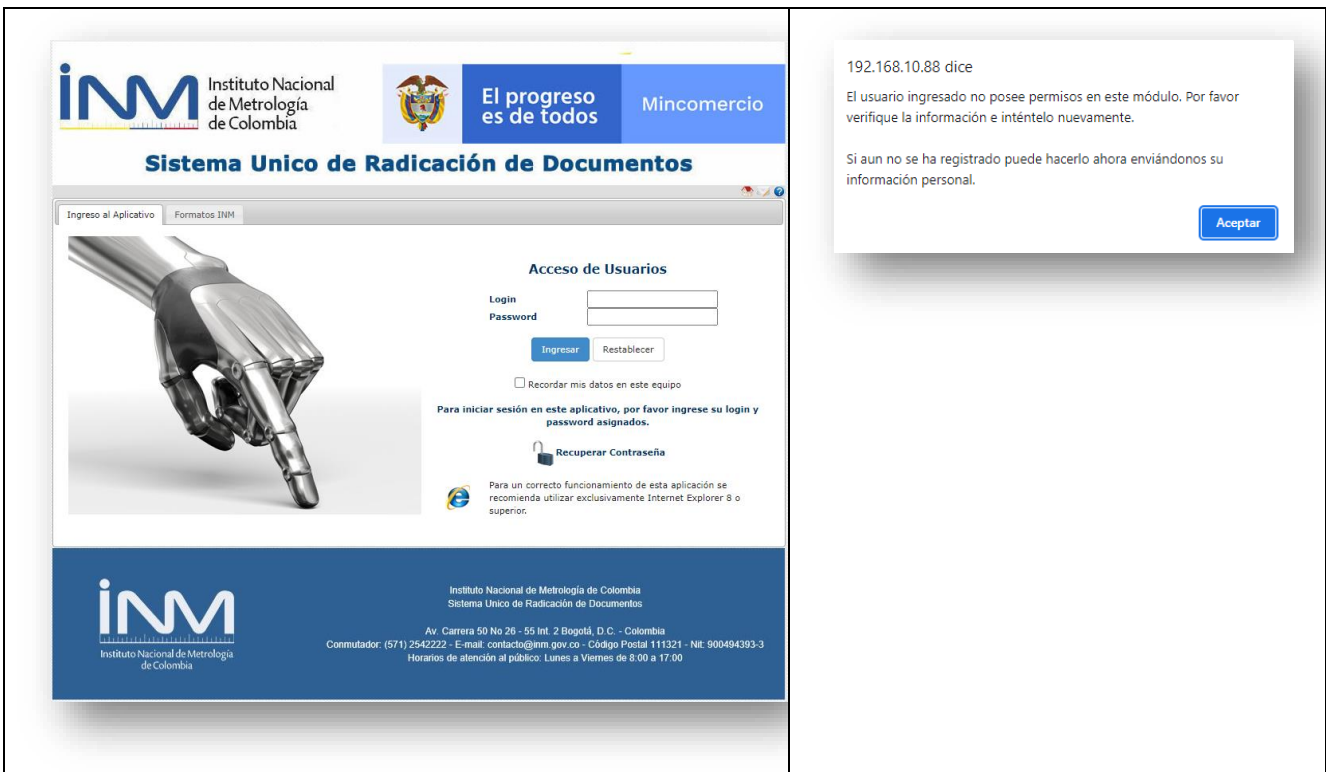 INM
Instituto Nacional
de Metrología
de Colombia
El progreso
es de todos
Mincomercio
Sistema Unico de Radicación de Documentos
Ingreso al Aplicativo
Formatos INM
Acceso de Usuarios
Login
Password
Ingresar
Restablecer
Recordar mis datos en este equipo
Para iniciar sesión en este aplicativo, por favor ingrese su login y
password asignados.
Recuperar Contraseña
Para un correcto funcionamiento de esta aplicación se
recomienda utilizar exclusivamente Internet Explorer 8 o
superior.
INM
Instituto Nacional de Metrología
de Colombia
Instituto Nacional de Metrología de Colombia
Sistema Unico de Radicación de Documentos
Av. Carrera 50 No 26 - 55 Int. 2 Bogotá, D.C. - Colombia
Conmutador: (571) 2542222 - E-mail: contacto@inm.gov.co - Código Postal 111321 - Nit: 900494393-3
Horarios de atención al público: Lunes a Viernes de 8:00 a 17:00
192.168.10.88 dice
El usuario ingresado no posee permisos en este módulo. Por favor
verifique la información e inténtelo nuevamente.
Si aun no se ha registrado puede hacerlo ahora enviándonos su
información personal.
Aceptar